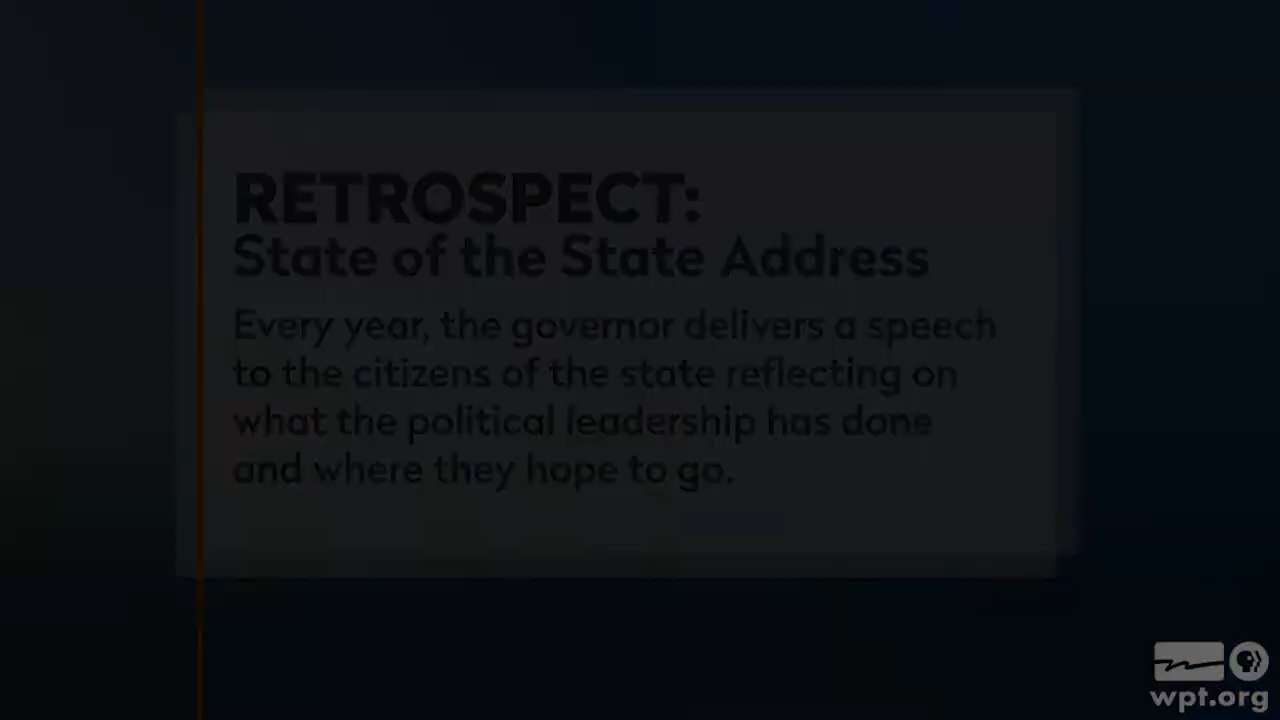 RETROSPECT:
State of the State Address
Every year, the governor delivers a speech
to the citizens of the state reflecting on
what the political leadership has done
and where they hope to go.
wpt.org